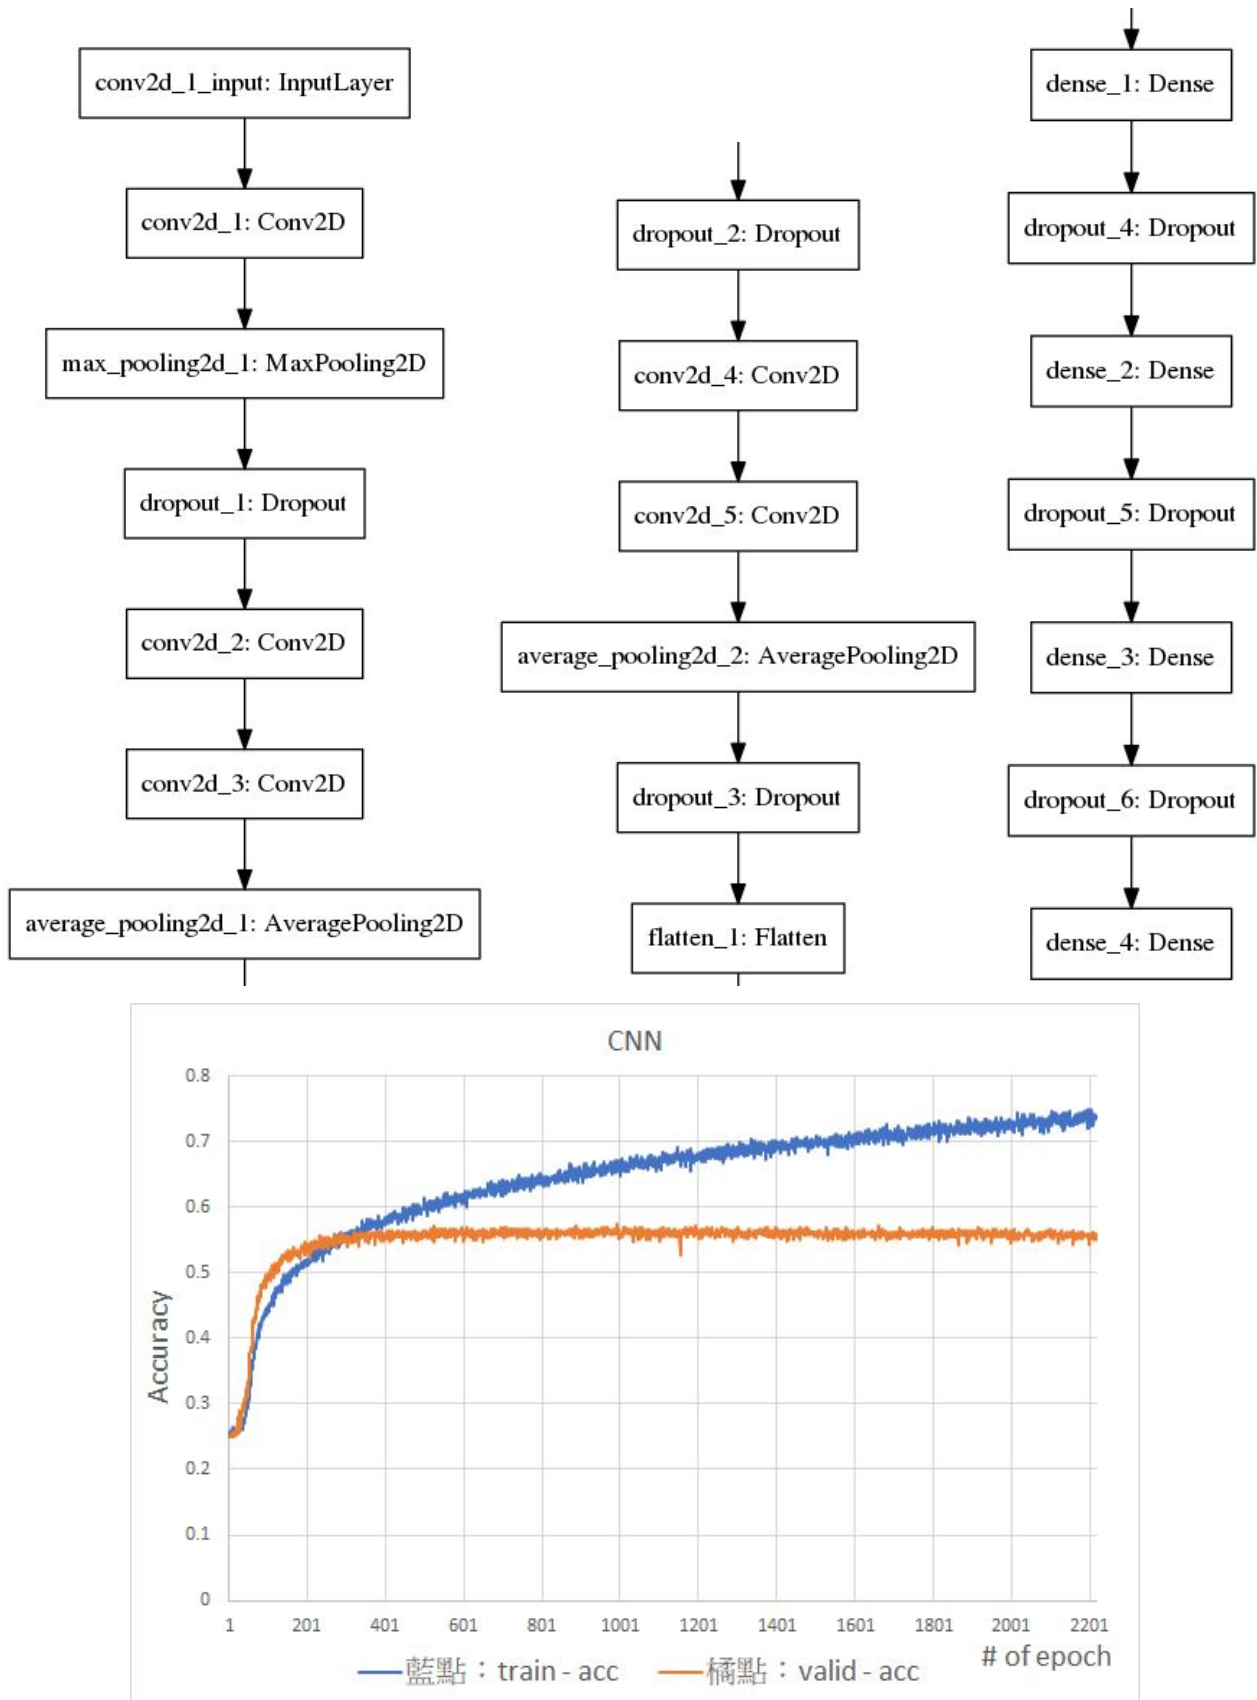 conv2d_1_input: InputLayer
conv2d_1: Conv2D
max_pooling2d_1: MaxPooling2D
dropout_1: Dropout
conv2d_2: Conv2D
conv2d_3: Conv2D
average_pooling2d_1: AveragePooling2D
dropout_2: Dropout
conv2d_4: Conv2D
conv2d_5: Conv2D
average_pooling2d_2: AveragePooling2D
dropout_3: Dropout
flatten_1: Flatten
dense_1: Dense
dropout_4: Dropout
dense_2: Dense
dropout_5: Dropout
dense_3: Dense
dropout_6: Dropout
dense_4: Dense
CNN
Accuracy
0.8
0.7
0.6
0.5
0.4
0.3
0.2
0.1
0
1 201 401 601 801 1001 1201 1401 1601 1801 2001 2201
# of epoch
藍點：train - acc 橘點：valid - acc